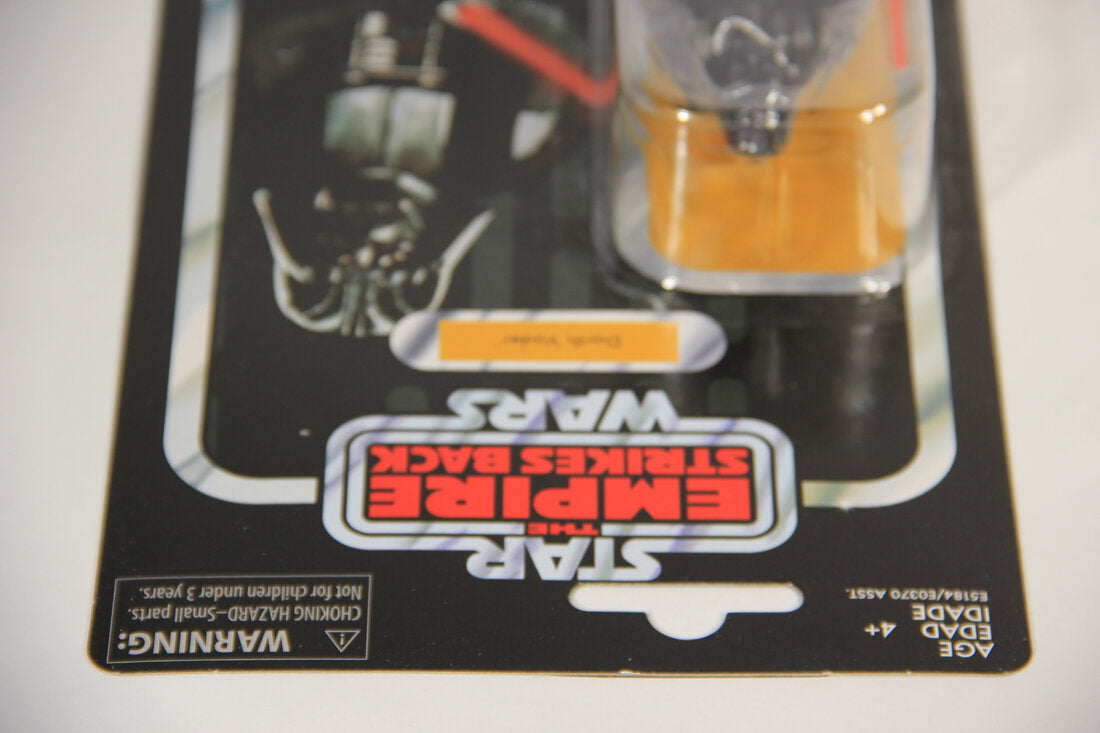 AGE
EDAD 4+
IDADE
E5184/E0370 ASST.
WARNING:
CHOKING HAZARD—Small parts.
Not for children under 3 years.
STAR
THE
EMPIRE
STRIKES BACK
WARS
Darth Vader